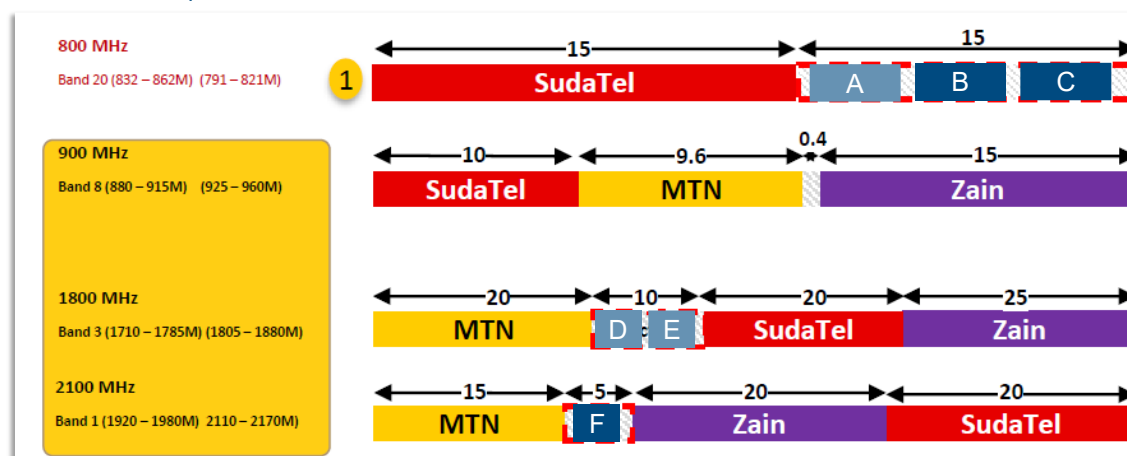 800 MHz
Band 20 (832 – 862M) (791 – 821M)
1
15
15
SudaTel
A
B
C
900 MHz
Band 8 (880 – 915M) (925 – 960M)
10
9.6
0.4
15
SudaTel
MTN
Zain
1800 MHz
Band 3 (1710 – 1785M) (1805 – 1880M)
20
10
20
25
MTN
D
E
SudaTel
Zain
2100 MHz
Band 1 (1920 – 1980M) 2110 – 2170M)
15
5
20
20
MTN
F
Zain
SudaTel